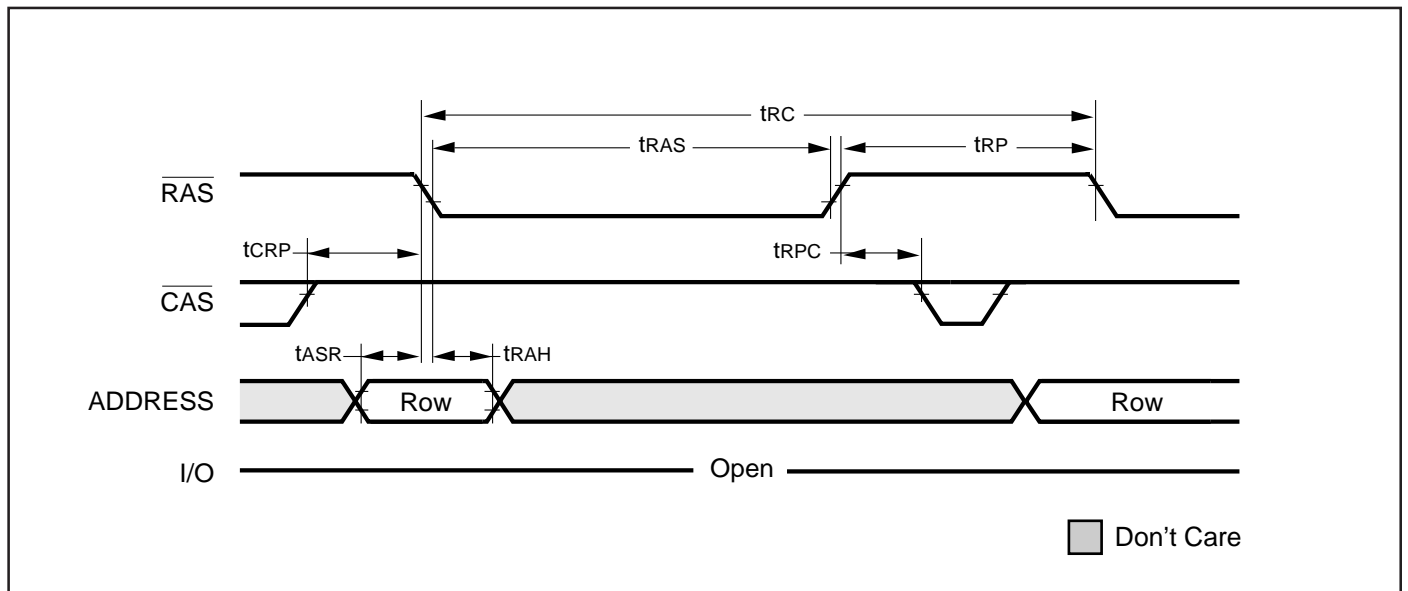 tRC
tRAS
tRP
RAS
tCRP
tRPC
CAS
tASR
tRAH
ADDRESS
Row
Row
I/O
Open
Don't Care